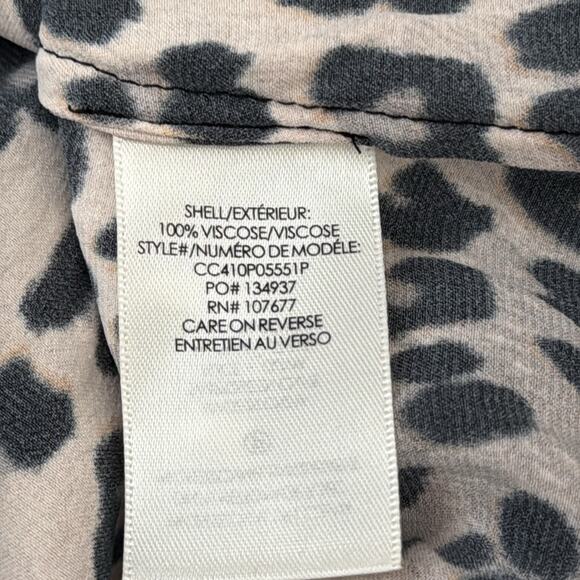 SHELL/EXTÉRIEUR:
100% VISCOSE/VISCOSE
STYLE#/NUMÉRO DE MODÉLE:
CC410P05551P
PO# 134937
RN# 107677
CARE ON REVERSE
ENTRETIEN AU VERSO